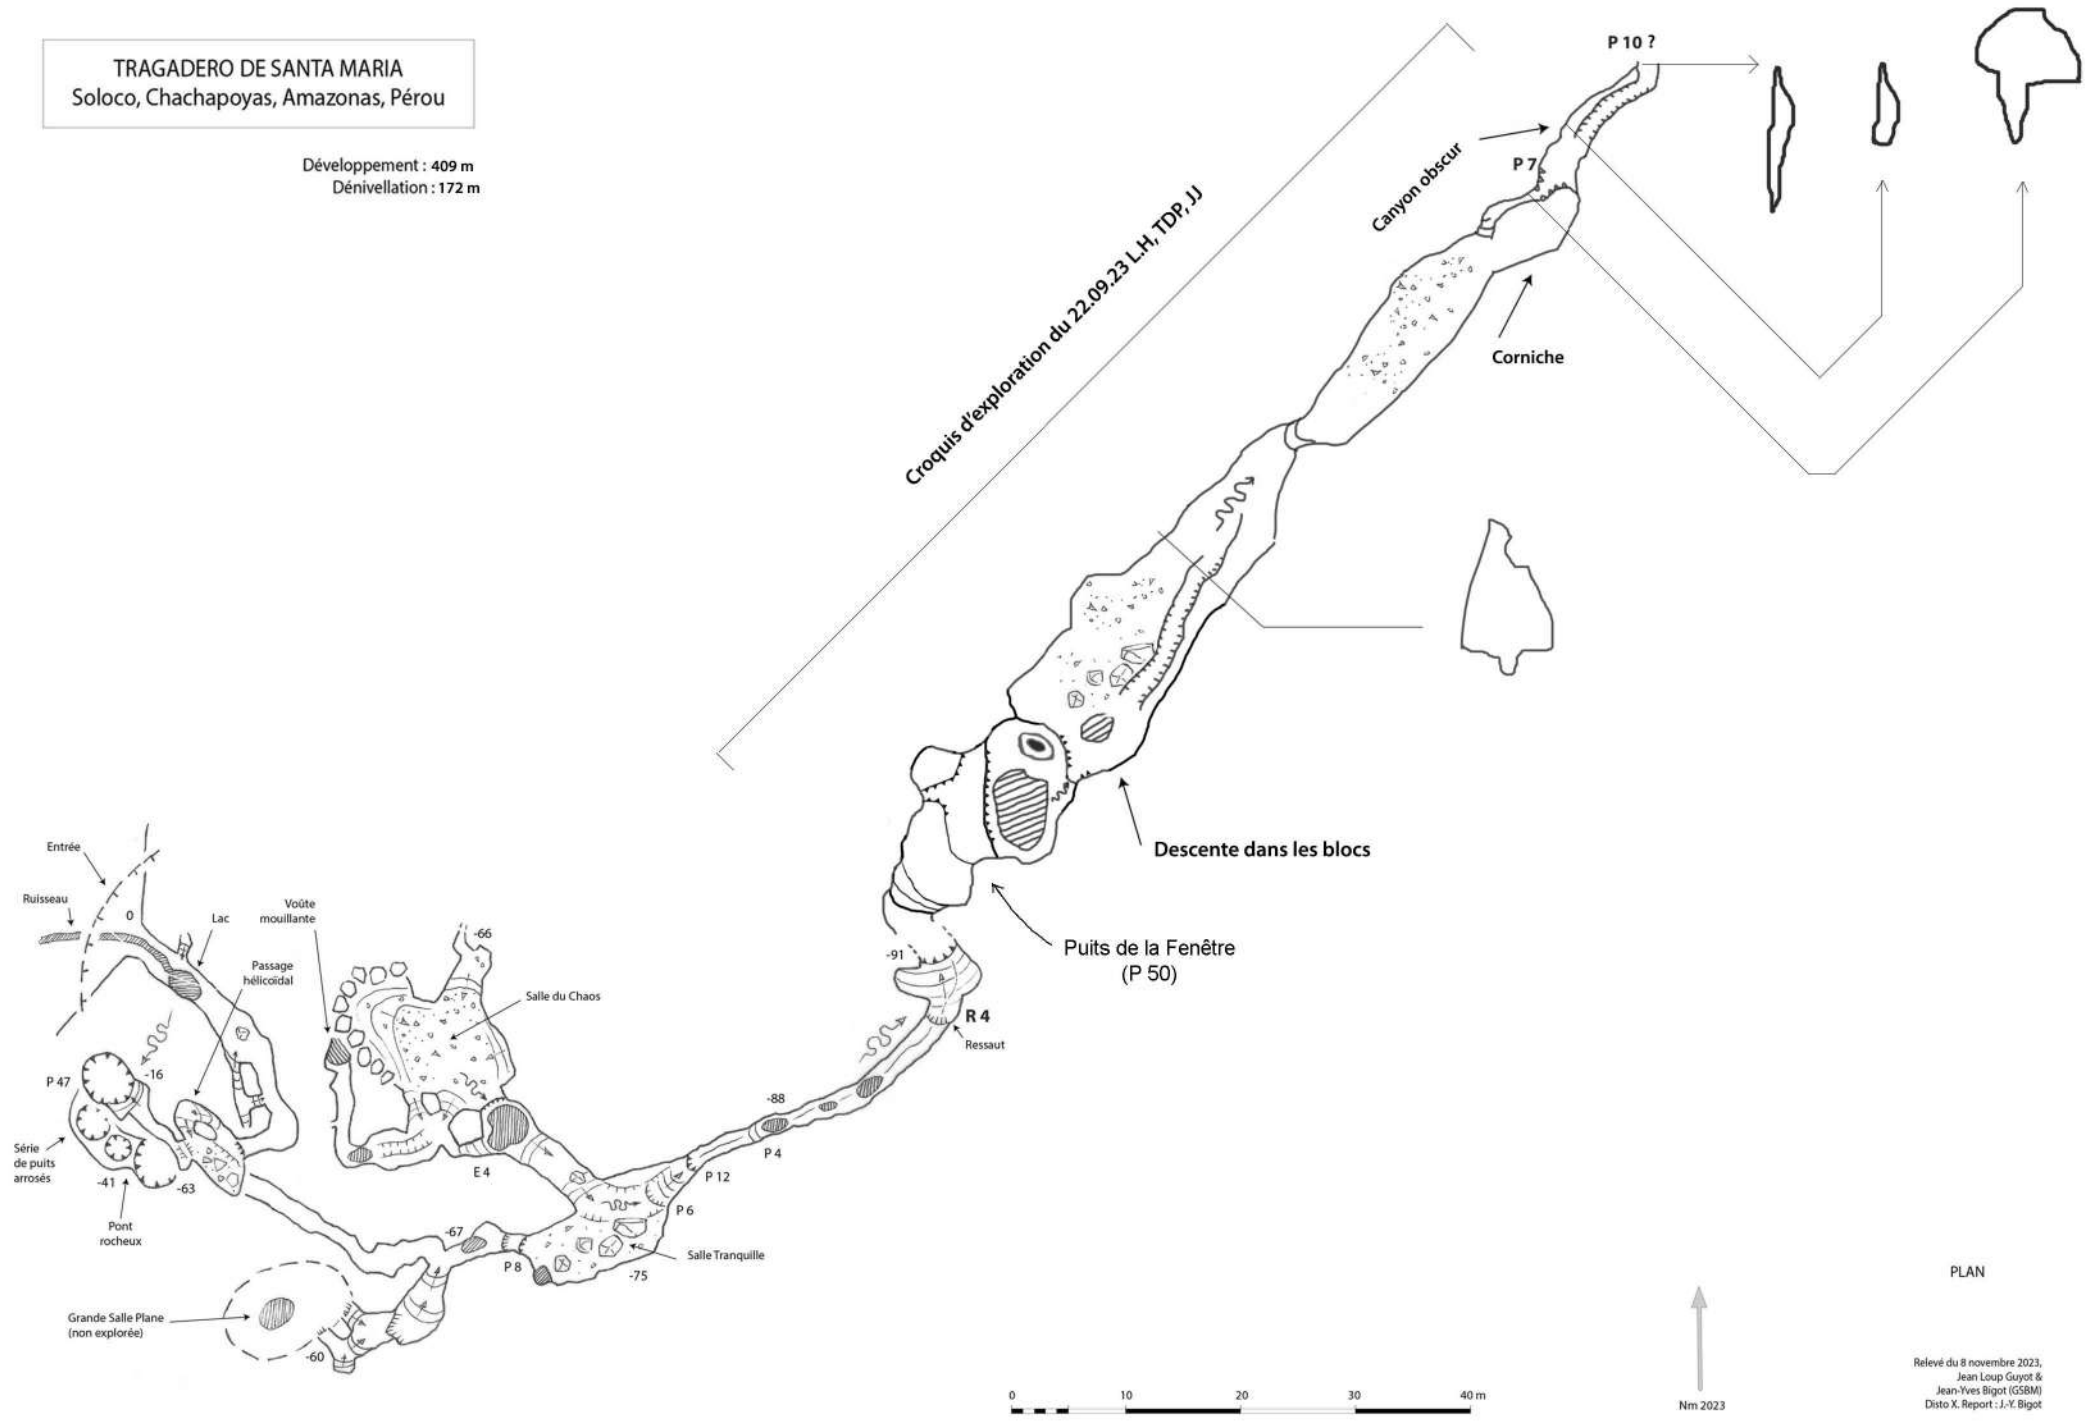 TRAGADERO DE SANTA MARIA
Soloco, Chachapoyas, Amazonas, Pérou
Développement : 409 m
Dénivellation : 172 m
P 10 ?
Canyon obscur
P 7
Corniche
Croquis d'exploration du 22.09.23 L.H, TDP, JJ
Descente dans les blocs
Puits de la Fenêtre
(P 50)
-91
R 4
Ressaut
Entrée
Ruisseau
0
Lac
Voûte
mouillante
Passage
hélicoïdal
-66
Salle du Chaos
P 47
-16
Série
de puits
arrosés
-41
-63
Pont
rocheux
E 4
-88
P 4
P 12
P 6
-67
P 8
Salle Tranquille
-75
Grande Salle Plane
(non explorée)
-60
PLAN
0 10 20 30 40 m
Nm 2023
Relevé du 8 novembre 2023,
Jean Loup Guyot &
Jean-Yves Bigot (GSBM)
Disto X. Report : J.-Y. Bigot